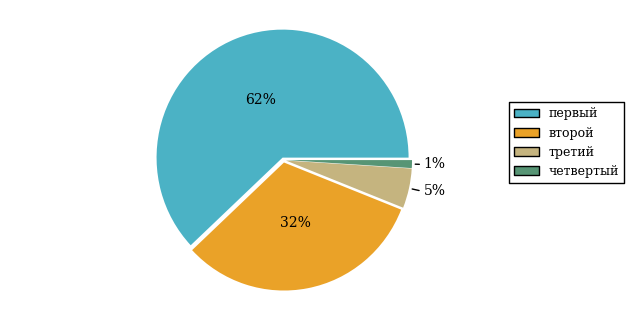 62%
32%
1%
5%
первый
второй
третий
четвертый